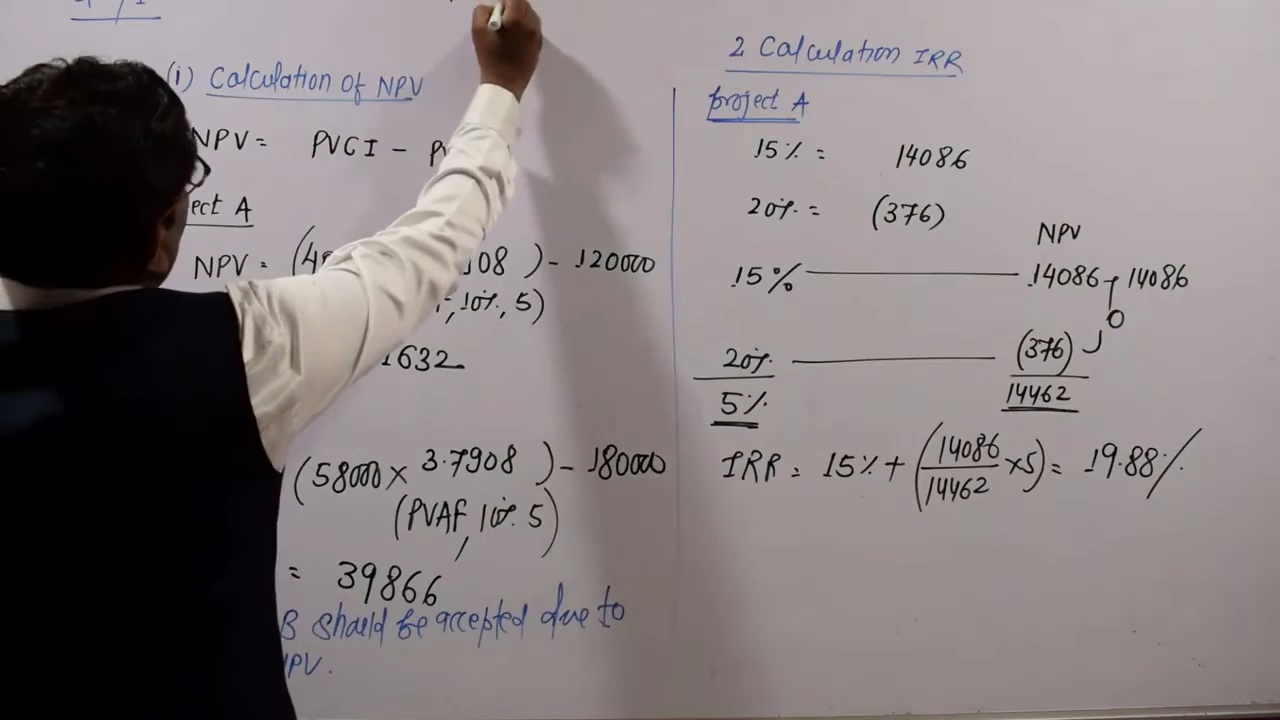 (i) Calculation of NPV
NPV = PVCI -
Project A
NPV = ( 08 ) - 120000
, 10%, 5)
1632
(58000 × 3.7908 ) - 180000
(PVAF, 10%. 5)
= 39866
B should be accepted due to
NPV.
2 Calculation IRR
project A
15% = 14086
20% = (376)
NPV
15% 14086 14086
0
20% (376)
5% 14462
IRR = 15% + (14086/14462 × 5) = 19.88%